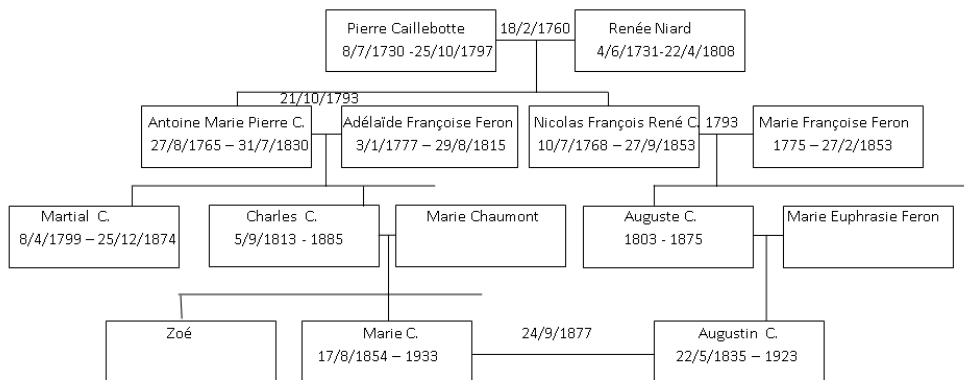 Pierre Caillebotte
8/7/1730 -25/10/1797
18/2/1760
Renée Niard
4/6/1731-22/4/1808
21/10/1793
Antoine Marie Pierre C.
27/8/1765 – 31/7/1830
Adélaïde Françoise Feron
3/1/1777 – 29/8/1815
Nicolas François René C.
10/7/1768 – 27/9/1853
1793
Marie Françoise Feron
1775 – 27/2/1853
Martial C.
8/4/1799 – 25/12/1874
Charles C.
5/9/1813 - 1885
Marie Chaumont
Auguste C.
1803 - 1875
Marie Euphrasie Feron
Zoé
Marie C.
17/8/1854 – 1933
24/9/1877
Augustin C.
22/5/1835 – 1923